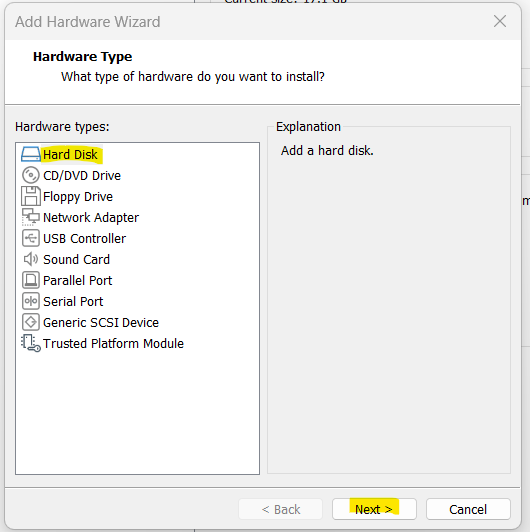 Current size: 17.1 GB
Add Hardware Wizard
Hardware Type
What type of hardware do you want to install?
Hardware types:
Hard Disk
CD/DVD Drive
Floppy Drive
Network Adapter
USB Controller
Sound Card
Parallel Port
Serial Port
Generic SCSI Device
Trusted Platform Module
Explanation
Add a hard disk.
< Back
Next >
Cancel